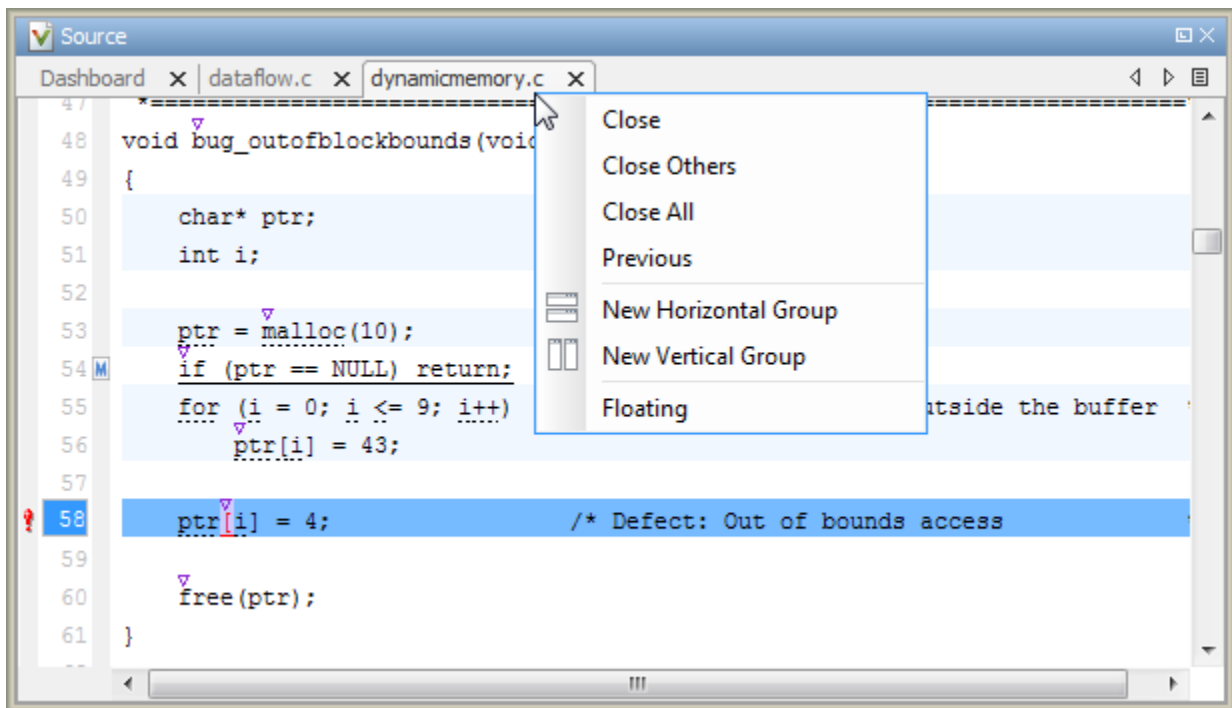 Source
Dashboard dataflow.c dynamicmemory.c
47 *==========================================================================
48 void bug_outofblockbounds(void
49 {
50 char* ptr;
51 int i;
52
53 ptr = malloc(10);
54 M if (ptr == NULL) return;
55 for (i = 0; i <= 9; i++) utside the buffer
56 ptr[i] = 43;
57
58 ptr[i] = 4; /* Defect: Out of bounds access
59
60 free(ptr);
61 }
Close
Close Others
Close All
Previous
New Horizontal Group
New Vertical Group
Floating